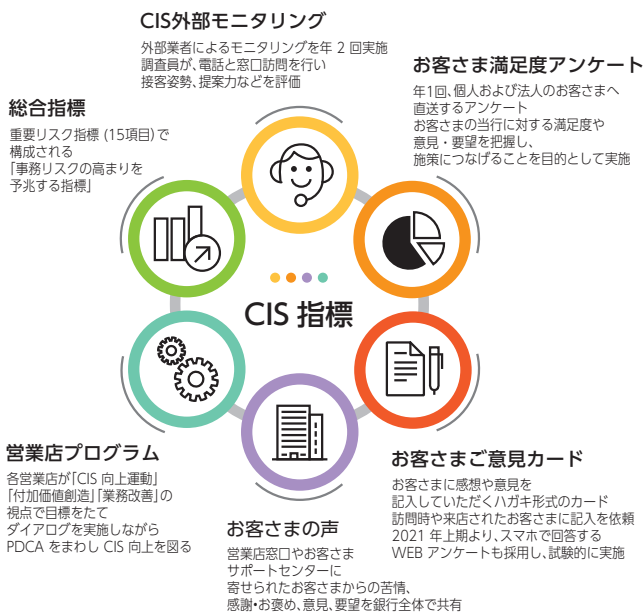 CIS外部モニタリング
外部業者によるモニタリングを年 2 回実施
調査員が、電話と窓口訪問を行い
接客姿勢、提案力などを評価
お客さま満足度アンケート
年1回、個人および法人のお客さまへ
直送するアンケート
お客さまの当行に対する満足度や
意見・要望を把握し、
施策につなげることを目的として実施
総合指標
重要リスク指標 (15項目) で
構成される
「事務リスクの高まりを
予兆する指標」
CIS 指標
営業店プログラム
各営業店が「CIS 向上運動」
「付加価値創造」「業務改善」の
視点で目標をたて
ダイアログを実施しながら
PDCA をまわし CIS 向上を図る
お客さまの声
営業店窓口やお客さま
サポートセンターに
寄せられたお客さまからの苦情、
感謝・お褒め、意見、要望を銀行全体で共有
お客さまご意見カード
お客さまに感想や意見を
記入していただくハガキ形式のカード
訪問時や来店されたお客さまに記入を依頼
2021 年上期より、スマホで回答する
WEB アンケートも採用し、試験的に実施